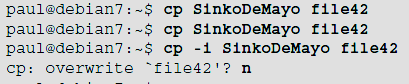 paul@debian7:~$ cp SinkoDeMayo file42
paul@debian7:~$ cp SinkoDeMayo file42
paul@debian7:~$ cp -i SinkoDeMayo file42
cp: overwrite `file42'? n